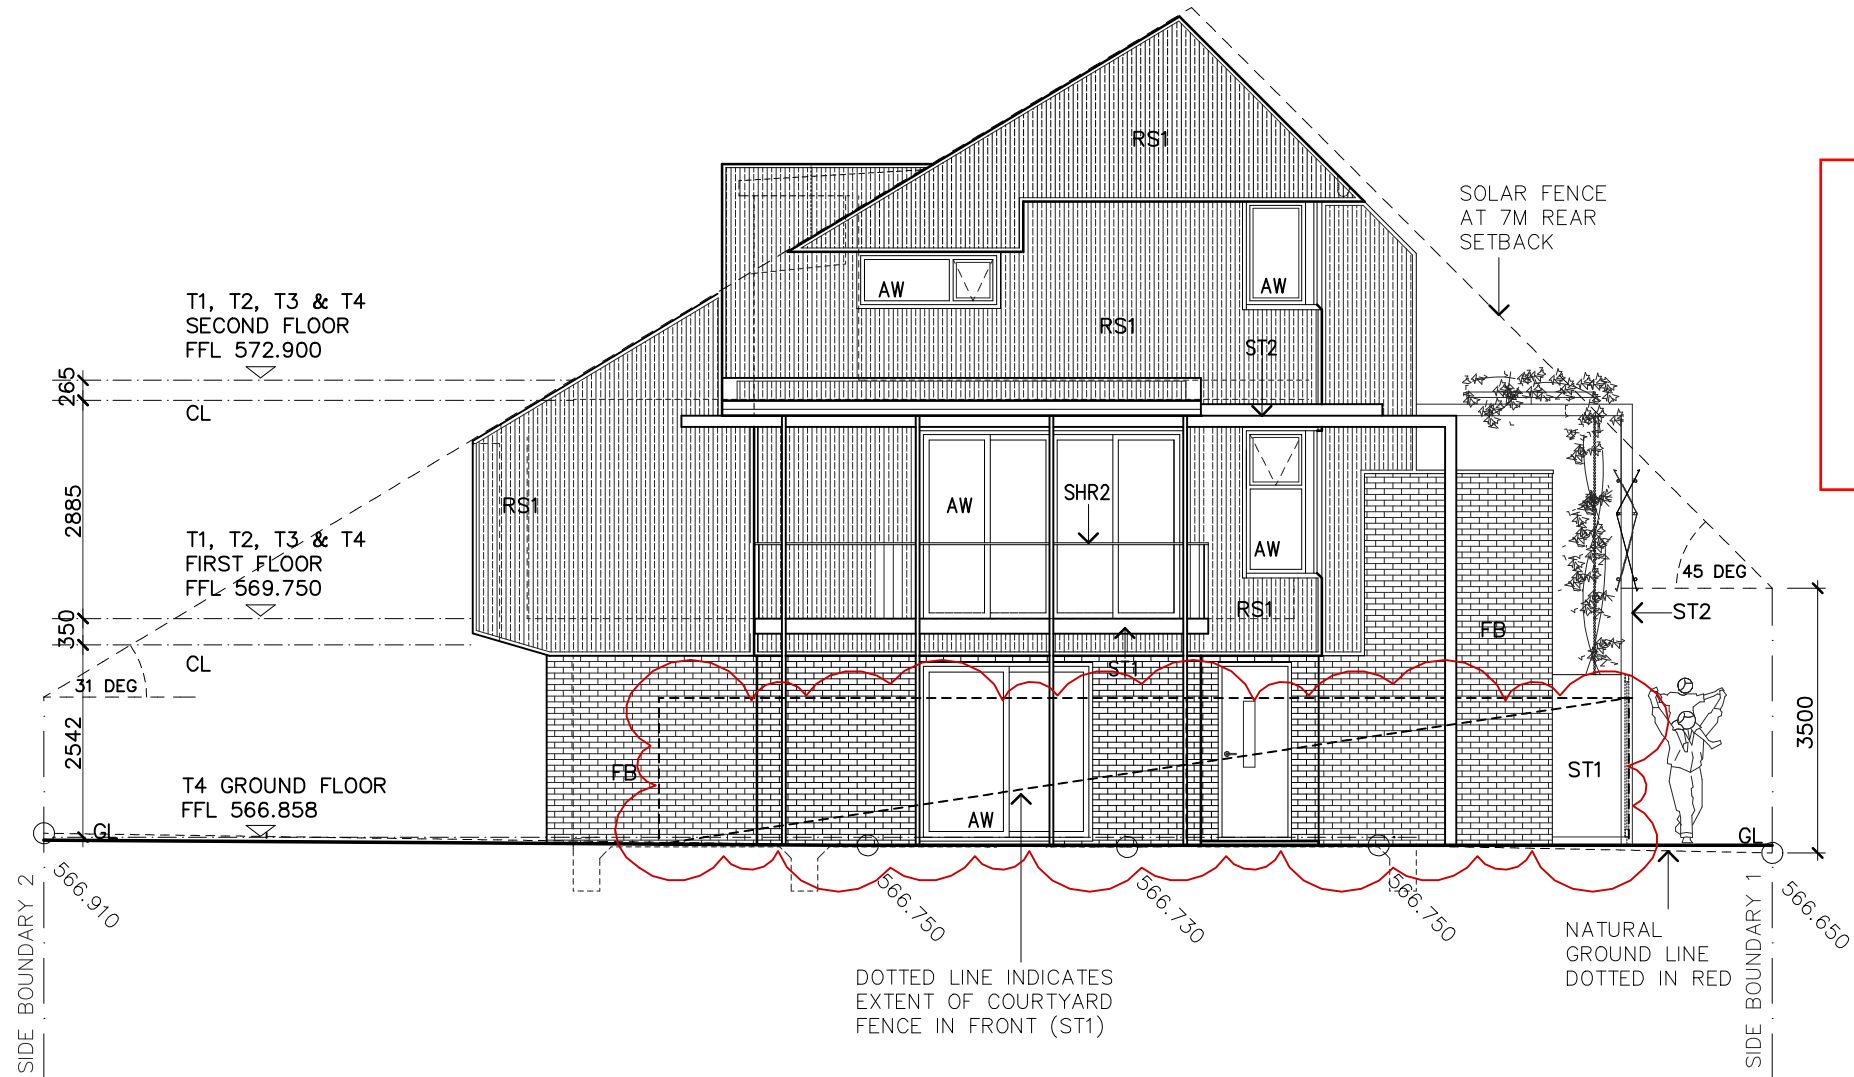 RS1
SOLAR FENCE
AT 7M REAR
SETBACK
T1, T2, T3 & T4
SECOND FLOOR
FFL 572.900
AW
AW
RS1
ST2
265
CL
2885
RS1
AW
SHR2
T1, T2, T3 & T4
FIRST FLOOR
FFL 569.750
AW
45 DEG
RS1
ST2
FB
350
CL
ST1
31 DEG
2542
3500
FB
ST1
T4 GROUND FLOOR
FFL 566.858
AW
GL
GL
566.910
566.750
566.730
566.750
566.650
SIDE BOUNDARY 2
SIDE BOUNDARY 1
NATURAL
GROUND LINE
DOTTED IN RED
DOTTED LINE INDICATES
EXTENT OF COURTYARD
FENCE IN FRONT (ST1)